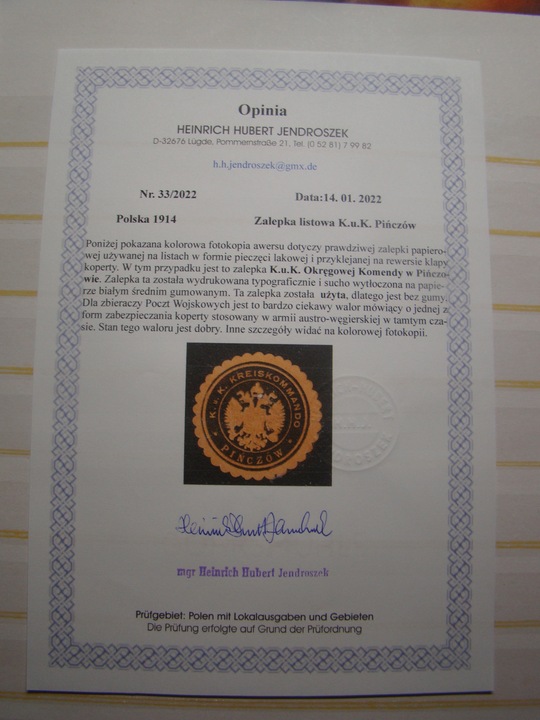 Opinia
HEINRICH HUBERT JENDROSZEK
D-32676 Lügde, Pommernstraße 21, Tel. (0 52 81) 7 99 82
h.h.jendroszek@gmx.de
Nr. 33/2022 Data:14. 01. 2022
Polska 1914 Zalepka listowa K.u.K. Pińczów
Poniżej pokazana kolorowa fotokopia awersu dotyczy prawdziwej zalepki papiero-
wej używanej na listach w formie pieczęci lakowej i przyklejanej na rewersie klapy
koperty. W tym przypadku jest to zalepka K.u.K. Okręgowej Komendy w Pińczo-
wie. Zalepka ta została wydrukowana typograficznie i sucho wytłoczona na papie-
rze białym średnim gumowanym. Ta zalepka została użyta, dlatego jest bez gumy.
Dla zbieraczy Poczt Wojskowych jest to bardzo ciekawy walor mówiący o jednej z
form zabezpieczania koperty stosowany w armii austro-węgierskiej w tamtym cza-
sie. Stan tego waloru jest dobry. Inne szczegóły widać na kolorowej fotokopii.
K. u. K. KREISKOMMANDO
PINCZÓW
JENDROSZEK
mgr Heinrich Hubert Jendroszek
Prüfgebiet: Polen mit Lokalausgaben und Gebieten
Die Prüfung erfolgte auf Grund der Prüfordnung